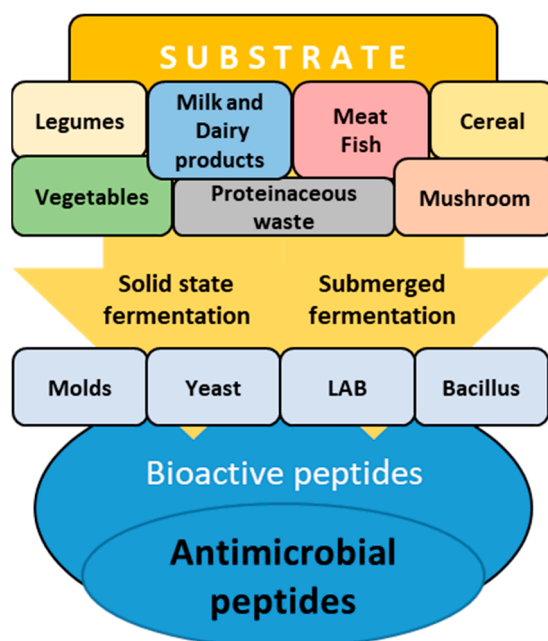 SUBSTRATE
Legumes
Milk and
Dairy
products
Meat
Fish
Cereal
Vegetables
Proteinaceous
waste
Mushroom
Solid state
fermentation
Submerged
fermentation
Molds
Yeast
LAB
Bacillus
Bioactive peptides
Antimicrobial
peptides